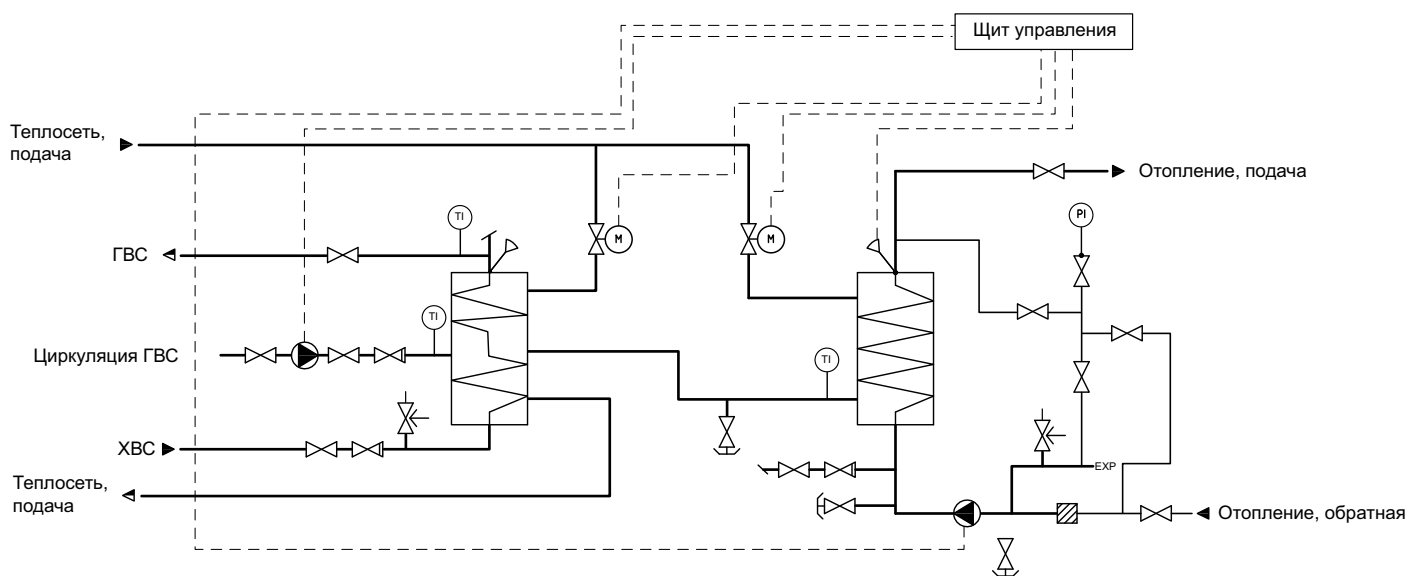 Щит управления
Теплосеть,
подача
Отопление, подача
TI
PI
M
M
ГВС
TI
Циркуляция ГВС
TI
ХВС
EXP
Теплосеть,
подача
Отопление, обратная